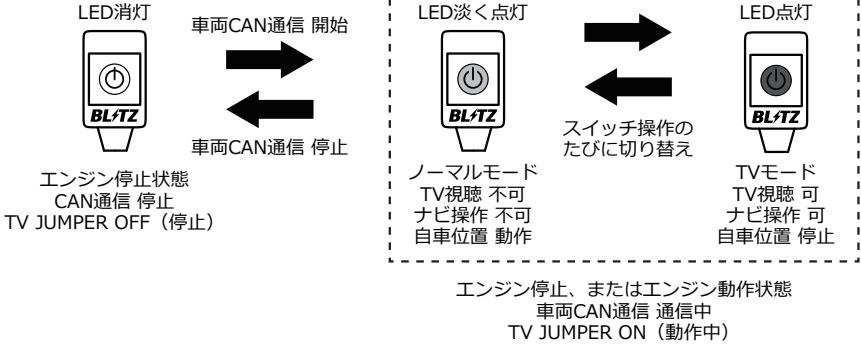 LED消灯
BLITZ
エンジン停止状態
CAN通信 停止
TV JUMPER OFF（停止）
車両CAN通信 開始
車両CAN通信 停止
LED淡く点灯
BLITZ
ノーマルモード
TV視聴 不可
ナビ操作 不可
自車位置 動作
スイッチ操作の
たびに切り替え
LED点灯
BLITZ
TVモード
TV視聴 可
ナビ操作 可
自車位置 停止
エンジン停止、またはエンジン動作状態
車両CAN通信 通信中
TV JUMPER ON（動作中）